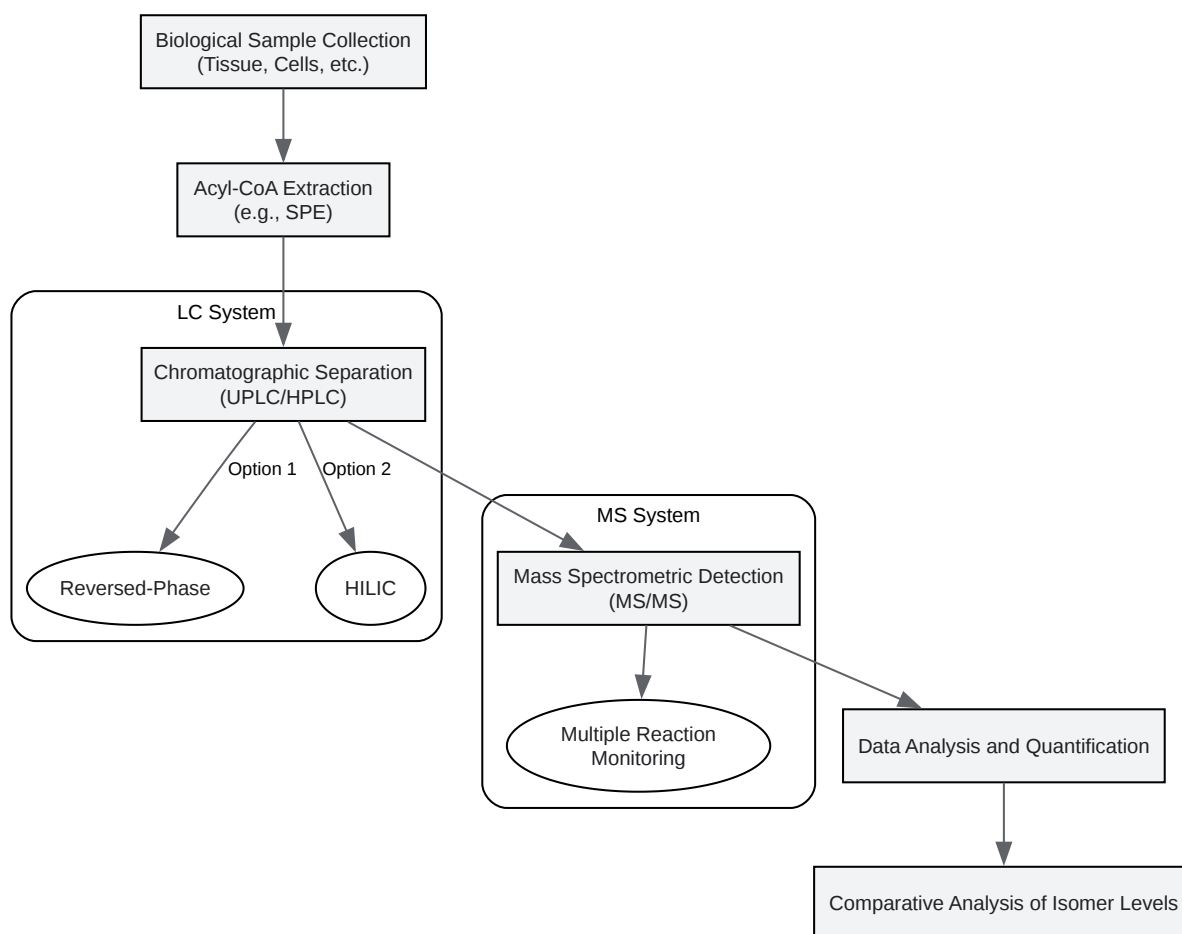 Biological Sample Collection
(Tissue, Cells, etc.)
Acyl-CoA Extraction
(e.g., SPE)
LC System
Chromatographic Separation
(UPLC/HPLC)
Option 1
Option 2
Reversed-Phase
HILIC
MS System
Mass Spectrometric Detection
(MS/MS)
Multiple Reaction
Monitoring
Data Analysis and Quantification
Comparative Analysis of Isomer Levels